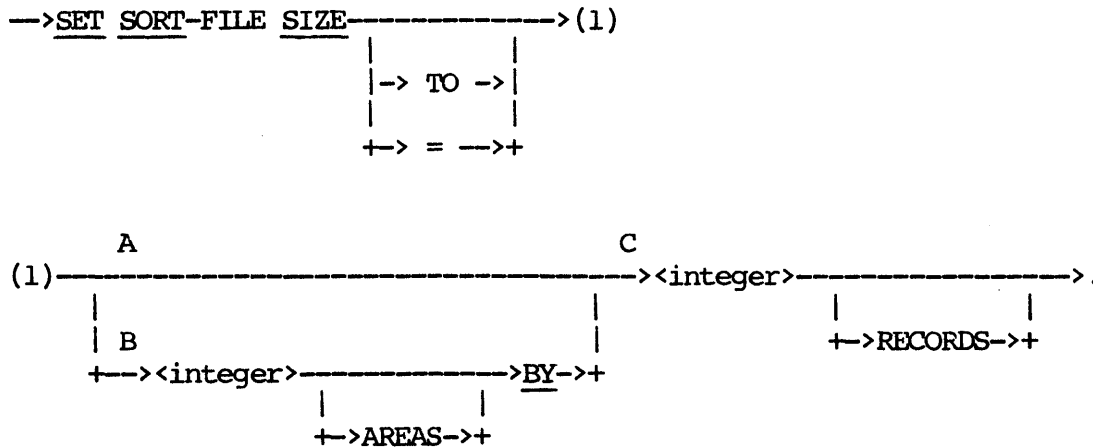 —>SET SORT-FILE SIZE--------------->(1)
|-> TO ->|
+-> = —>+
A C
(1)----------------------------------------><integer>--------------------->.
B
+--><integer>--------------->BY->+ +->RECORDS->+
+->AREAS->+